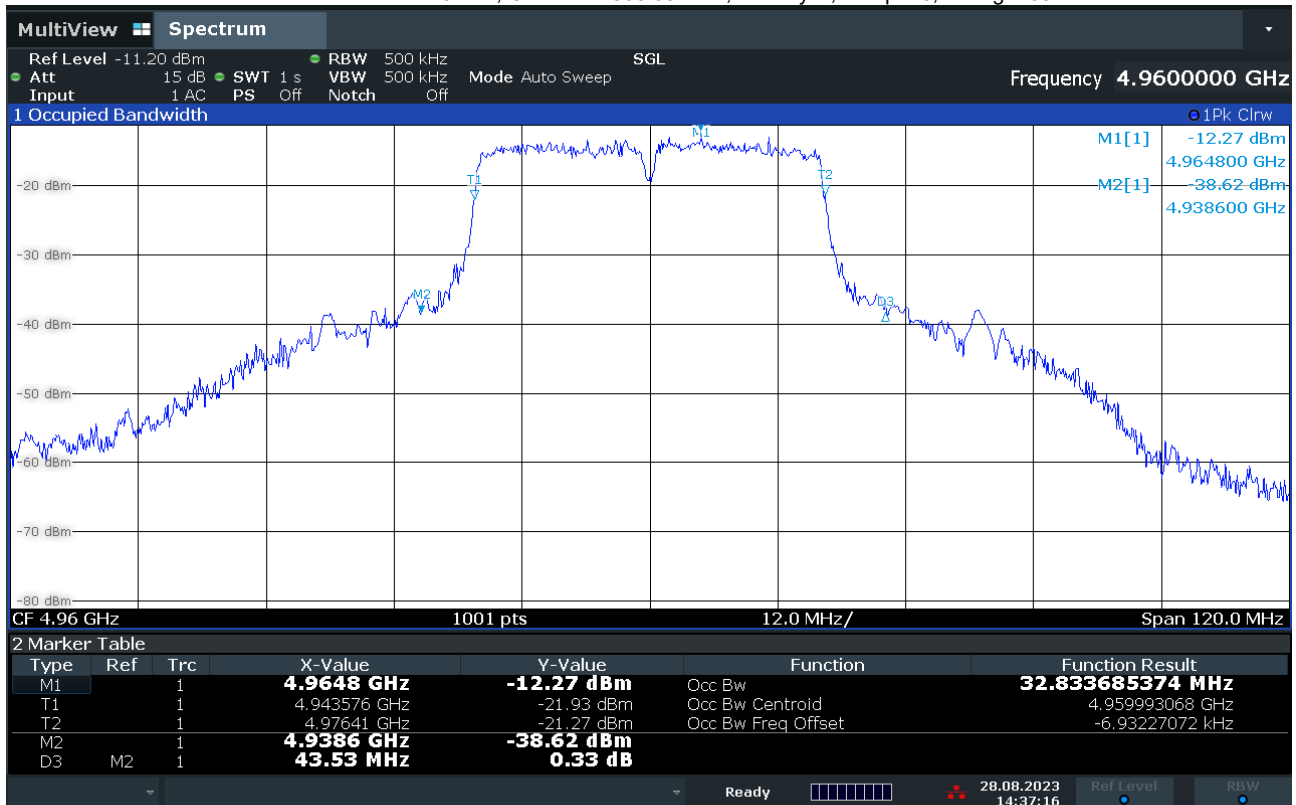 MultiView Spectrum
Ref Level -11.20 dBm RBW 500 kHz SGL
Att 15 dB SWT 1 s VBW 500 kHz Mode Auto Sweep Frequency 4.9600000 GHz
Input 1 AC PS Off Notch Off
1 Occupied Bandwidth 1Pk Clrw
M1 M1[1] -12.27 dBm
4.964800 GHz
T1 T2 -20 dBm M2[1] -38.62 dBm
4.938600 GHz
-30 dBm
M2 D3
-40 dBm
-50 dBm
-60 dBm
-70 dBm
-80 dBm
CF 4.96 GHz 1001 pts 12.0 MHz/ Span 120.0 MHz
2 Marker Table
Type Ref Trc X-Value Y-Value Function Function Result
M1 1 4.9648 GHz -12.27 dBm Occ Bw 32.833685374 MHz
T1 1 4.943576 GHz -21.93 dBm Occ Bw Centroid 4.959993068 GHz
T2 1 4.97641 GHz -21.27 dBm Occ Bw Freq Offset -6.93227072 kHz
M2 1 4.9386 GHz -38.62 dBm
D3 M2 1 43.53 MHz 0.33 dB
Ready 28.08.2023 Ref Level RBW
14:37:16